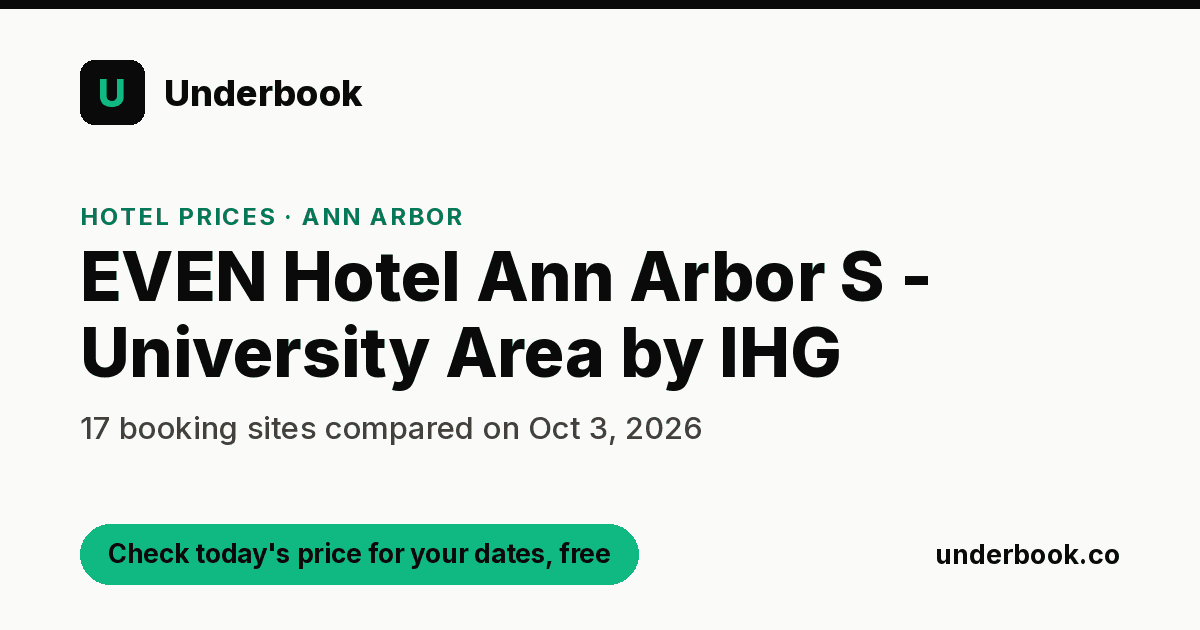 U Underbook
HOTEL PRICES · ANN ARBOR
EVEN Hotel Ann Arbor S -
University Area by IHG
17 booking sites compared on Oct 3, 2026
Check today's price for your dates, free
underbook.co